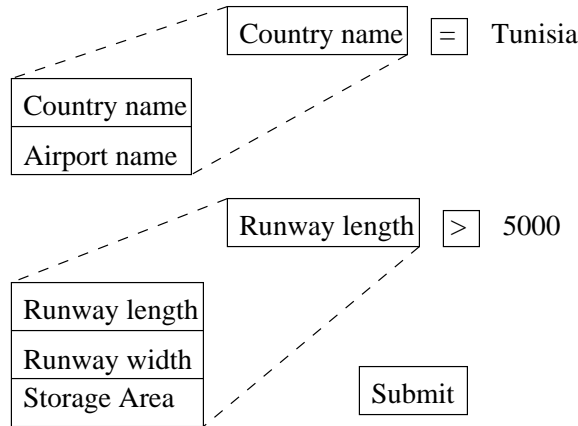 Country name = Tunisia
Country name
Airport name
Runway length > 5000
Runway length
Runway width
Storage Area
Submit